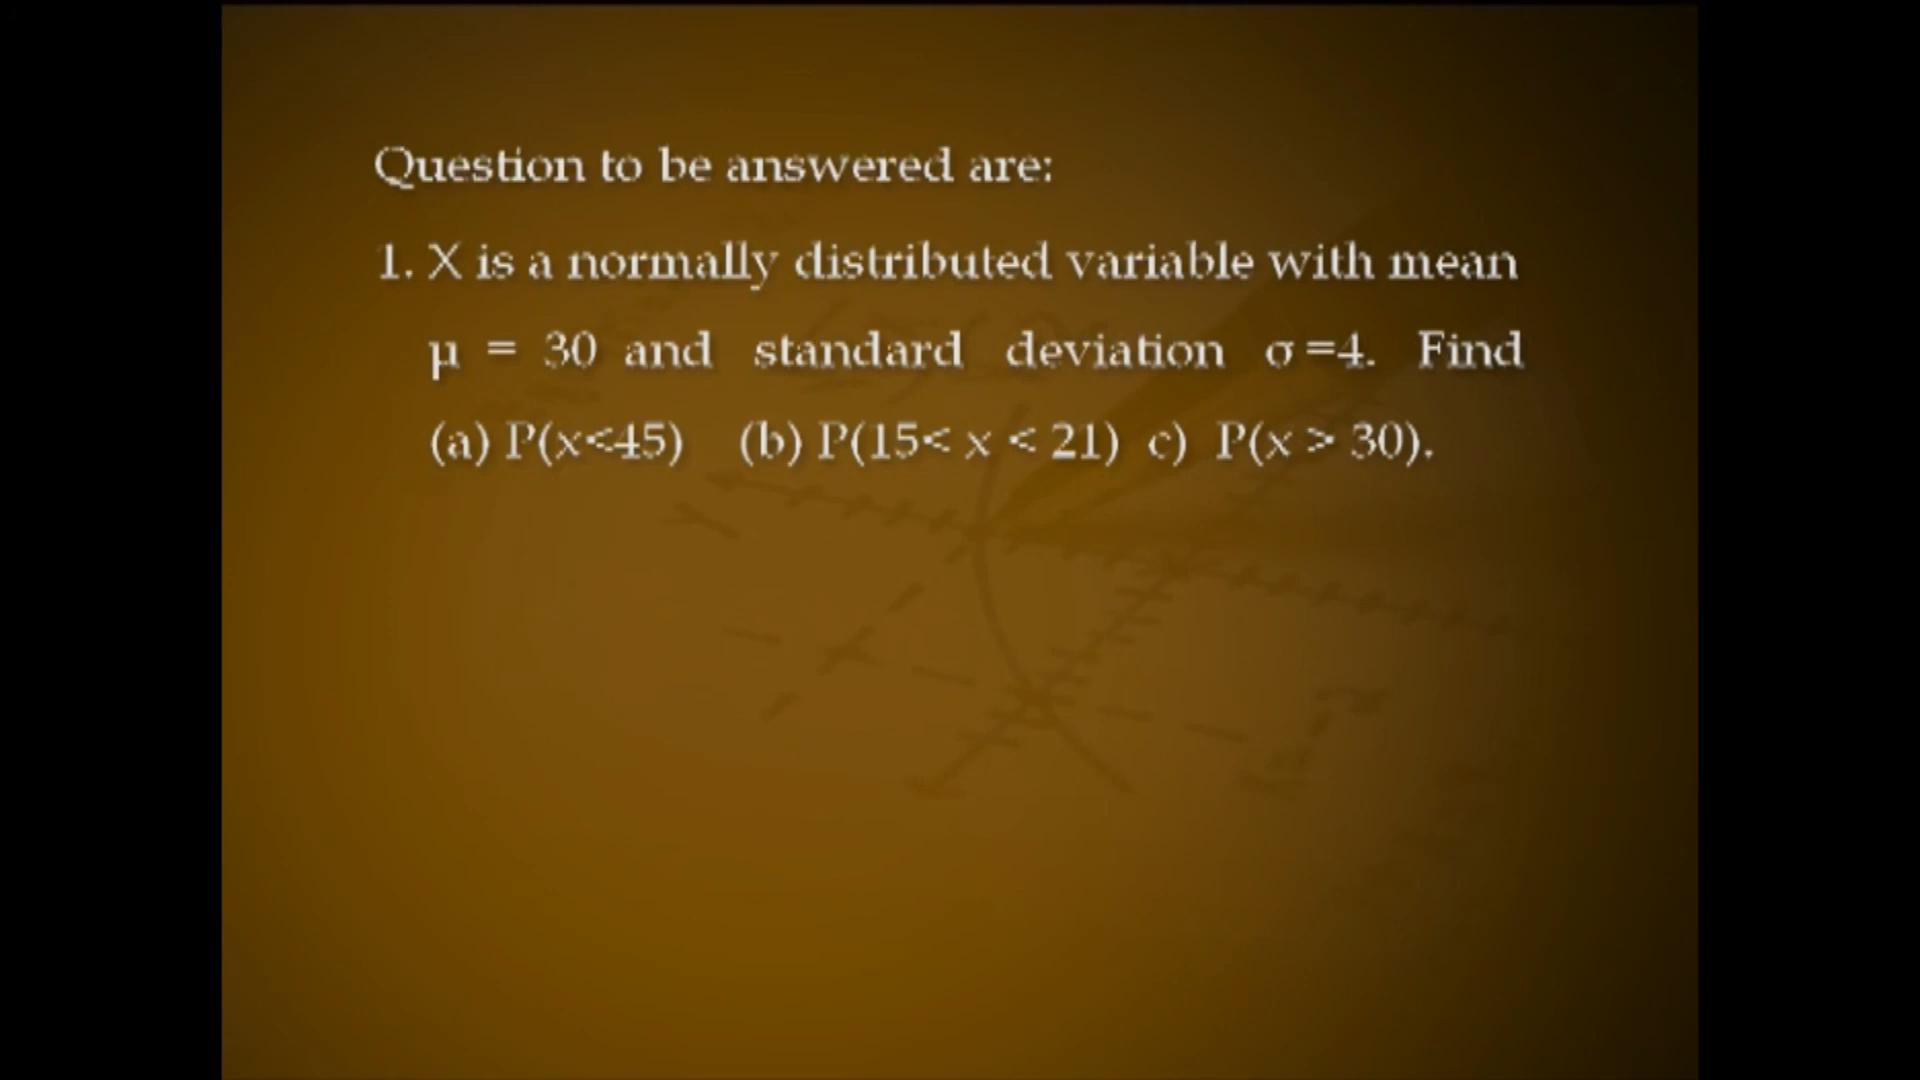 Question to be answered are:
1. X is a normally distributed variable with mean
μ = 30 and standard deviation σ =4. Find
(a) P(x<45) (b) P(15< x < 21) c) P(x > 30).